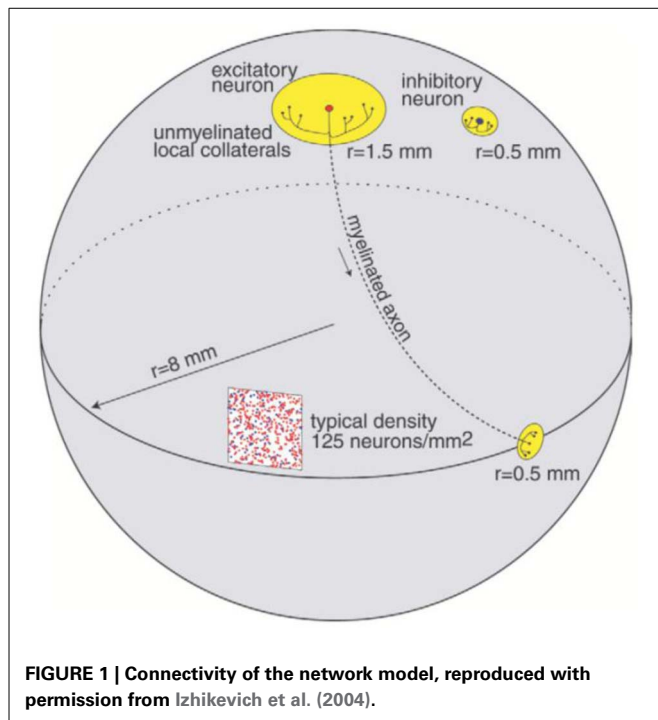 excitatory
neuron
inhibitory
neuron
unmyelinated
local collaterals
r=1.5 mm
r=0.5 mm
myelinated axon
r=8 mm
typical density
125 neurons/mm2
r=0.5 mm
FIGURE 1 | Connectivity of the network model, reproduced with
permission from Izhikevich et al. (2004).